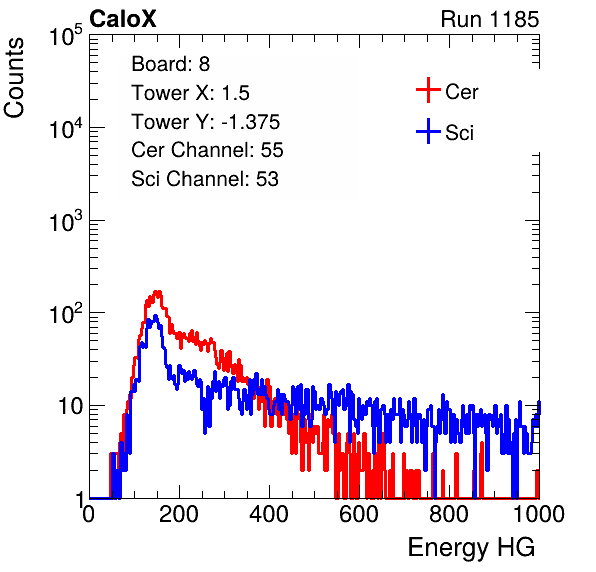 CaloX Run 1185
Counts
10^5
10^4
10^3
10^2
10
1
Board: 8
Tower X: 1.5
Tower Y: -1.375
Cer Channel: 55
Sci Channel: 53
Cer
Sci
0 200 400 600 800 1000
Energy HG